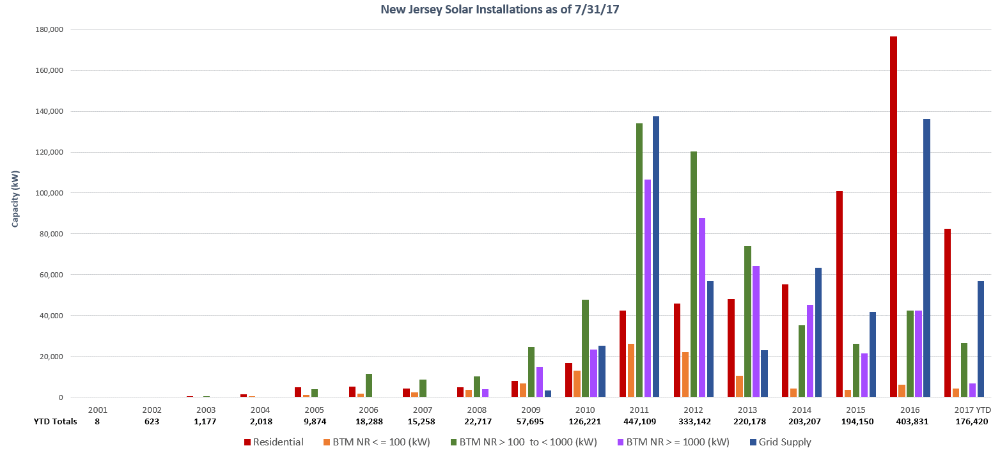 New Jersey Solar Installations as of 7/31/17
Capacity (kW)
180,000
160,000
140,000
120,000
100,000
80,000
60,000
40,000
20,000
0
2001 2002 2003 2004 2005 2006 2007 2008 2009 2010 2011 2012 2013 2014 2015 2016 2017 YTD
YTD Totals 8 623 1,177 2,018 9,874 18,288 15,258 22,717 57,695 126,221 447,109 333,142 220,178 203,207 194,150 403,831 176,420
Residential BTM NR < = 100 (kW) BTM NR > 100 to < 1000 (kW) BTM NR > = 1000 (kW) Grid Supply